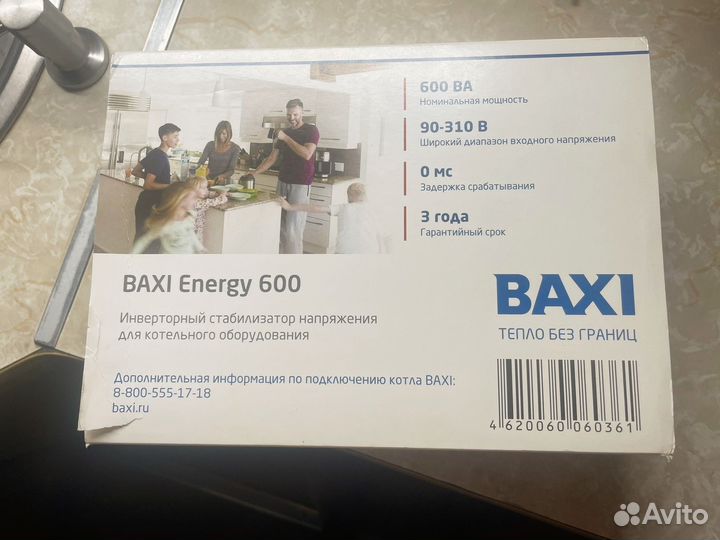 600 ВА
Номинальная мощность
90-310 В
Широкий диапазон входного напряжения
0 мс
Задержка срабатывания
3 года
Гарантийный срок
BAXI Energy 600
Инверторный стабилизатор напряжения
для котельного оборудования
BAXI
ТЕПЛО БЕЗ ГРАНИЦ
Дополнительная информация по подключению котла BAXI:
8-800-555-17-18
baxi.ru
4 620060 060361
Avito